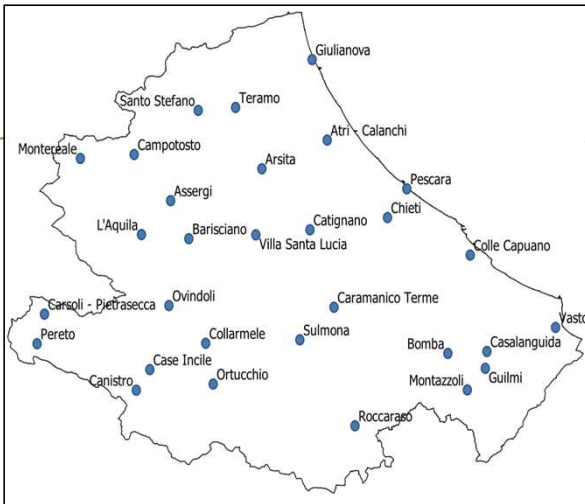 Giulianova
Santo Stefano
Teramo
Atri - Calanchi
Montereale
Campotosto
Arsita
Pescara
Assergi
Chieti
L'Aquila
Barisciano
Villa Santa Lucia
Catignano
Colle Capuano
Carsoli - Pietrasecca
Ovindoli
Caramanico Terme
Vasto
Pereto
Collarmele
Sulmona
Bomba
Casalanguida
Case Incile
Canistro
Ortucchio
Guilmi
Montazzoli
Roccaraso